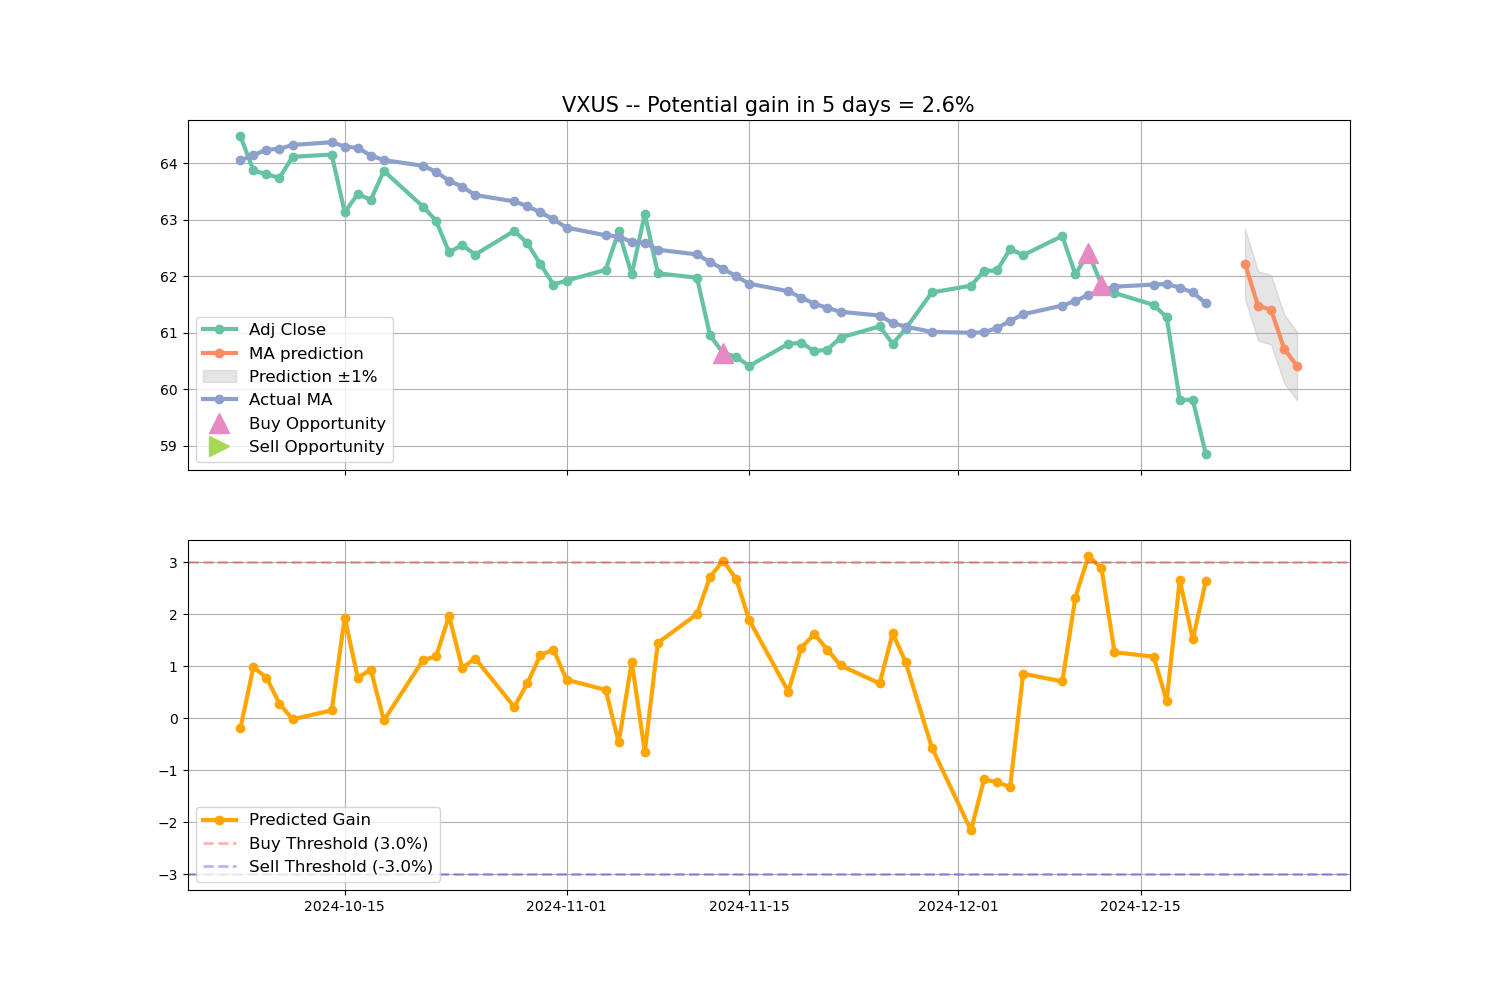 VXUS -- Potential gain in 5 days = 2.6%
64
63
62
61
60
59
Adj Close
MA prediction
Prediction ±1%
Actual MA
Buy Opportunity
Sell Opportunity
3
2
1
0
−1
−2
−3
Predicted Gain
Buy Threshold (3.0%)
Sell Threshold (-3.0%)
2024-10-15
2024-11-01
2024-11-15
2024-12-01
2024-12-15